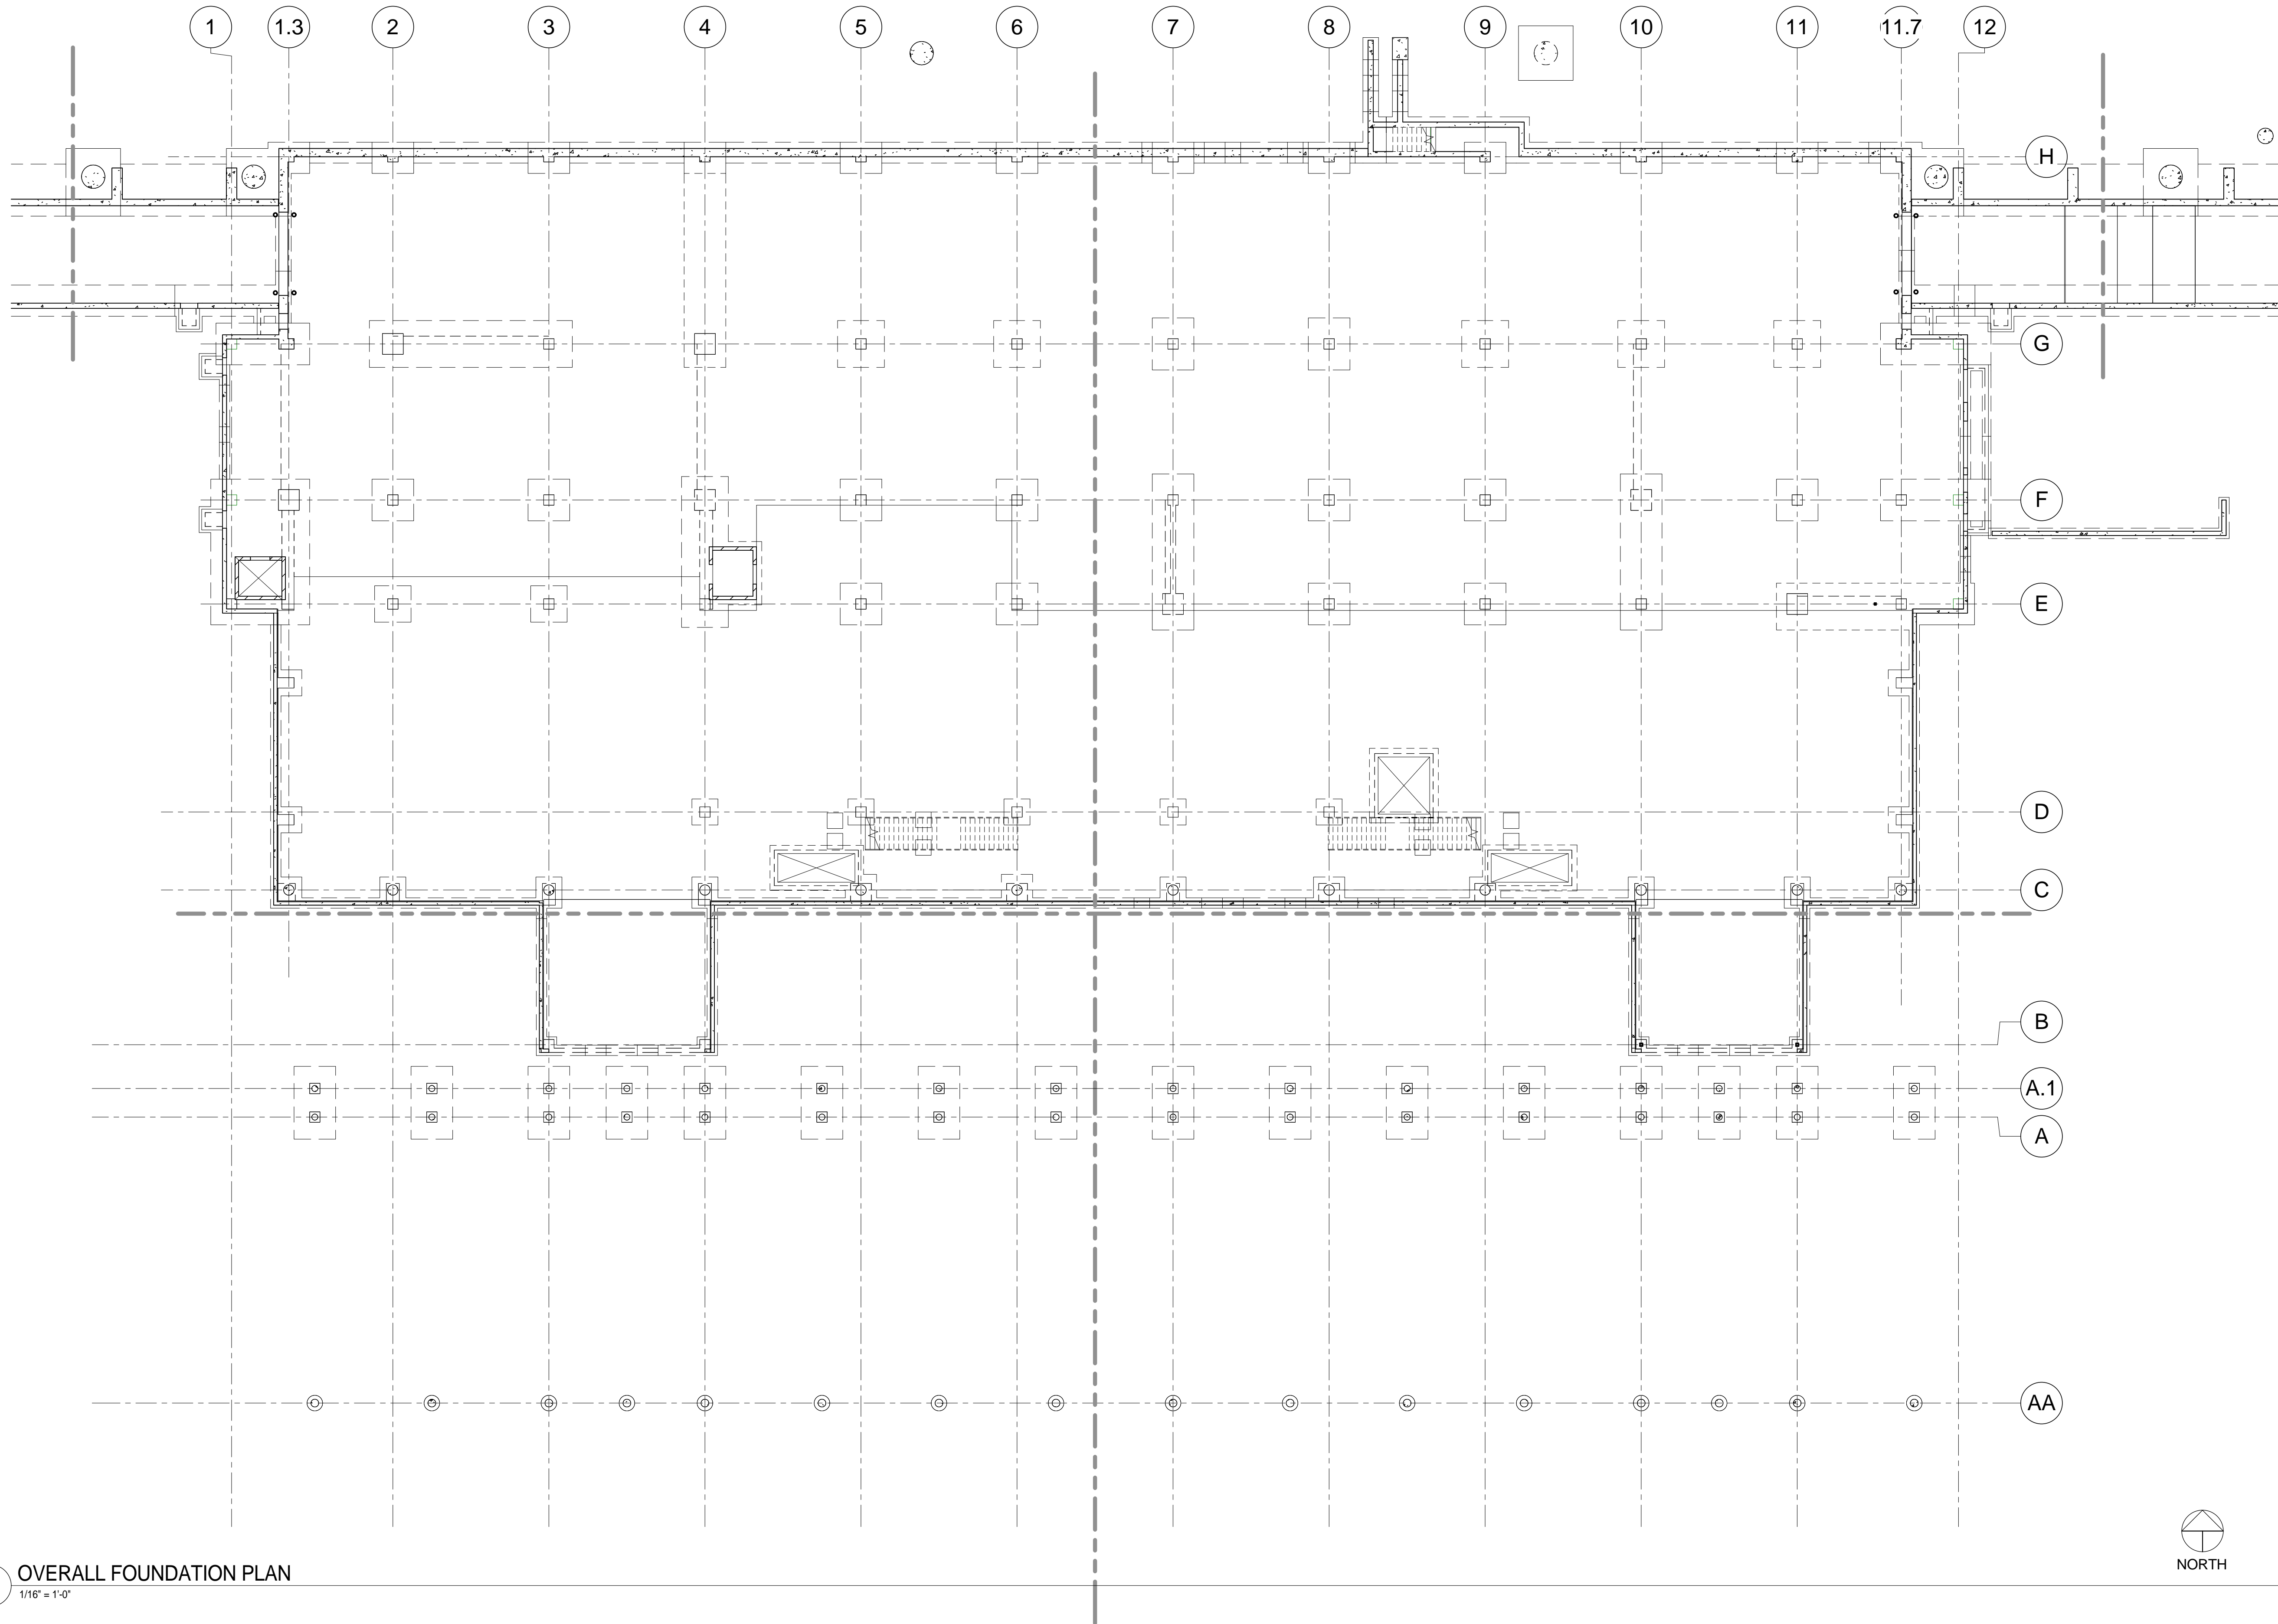 1
1.3
2
3
4
5
6
7
8
9
10
11
11.7
12
H
G
F
E
D
C
B
A.1
A
AA
NORTH
OVERALL FOUNDATION PLAN
1/16" = 1'-0"